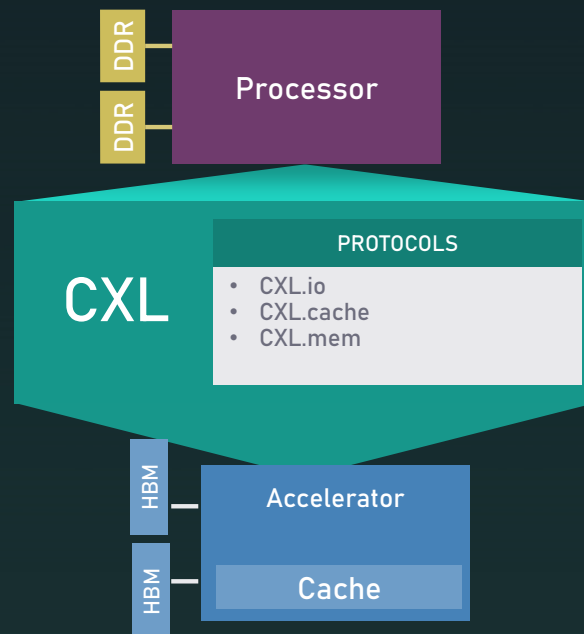 DDR
DDR
Processor
CXL
PROTOCOLS
• CXL.io
• CXL.cache
• CXL.mem
HBM
HBM
Accelerator
Cache